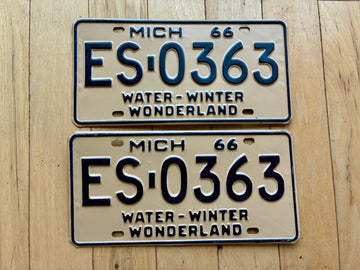 MICH 66
ES-0363
WATER-WINTER
WONDERLAND
MICH 66
ES-0363
WATER-WINTER
WONDERLAND